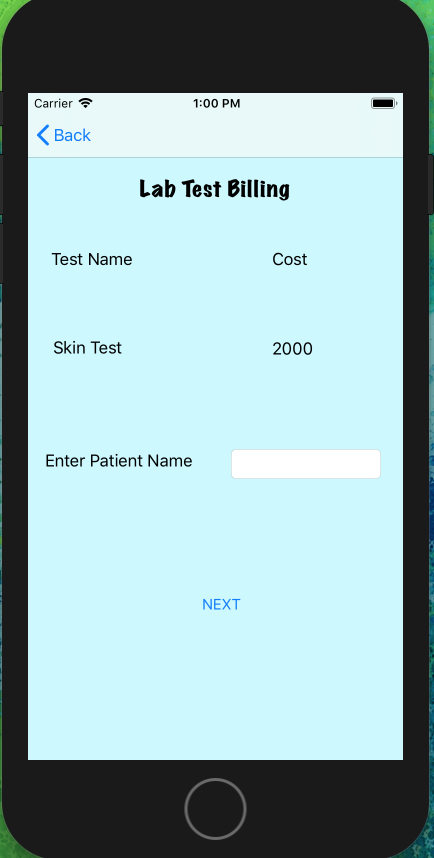 Carrier 1:00 PM
Back
Lab Test Billing
Test Name Cost
Skin Test 2000
Enter Patient Name
NEXT